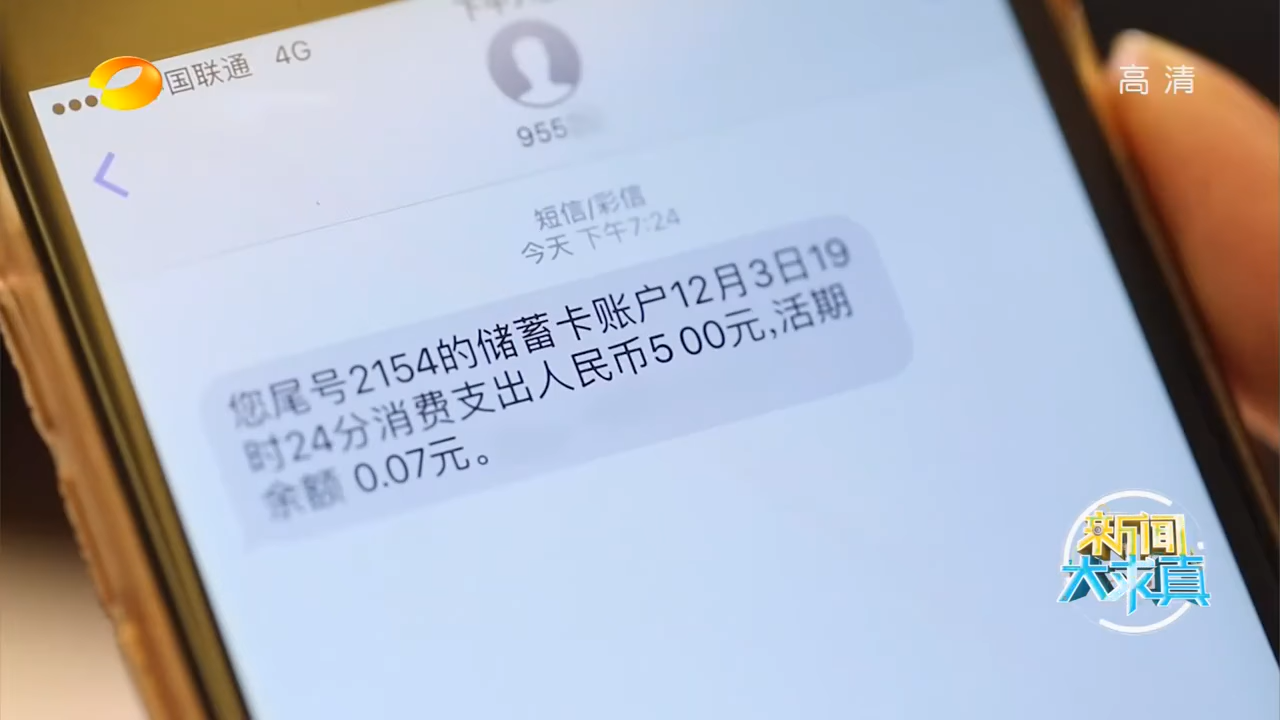 国联通 4G
高清
955
短信/彩信
今天 下午7:24
您尾号2154的储蓄卡账户12月3日19
时24分消费支出人民币500元,活期
余额 0.07元。
新闻
大求真